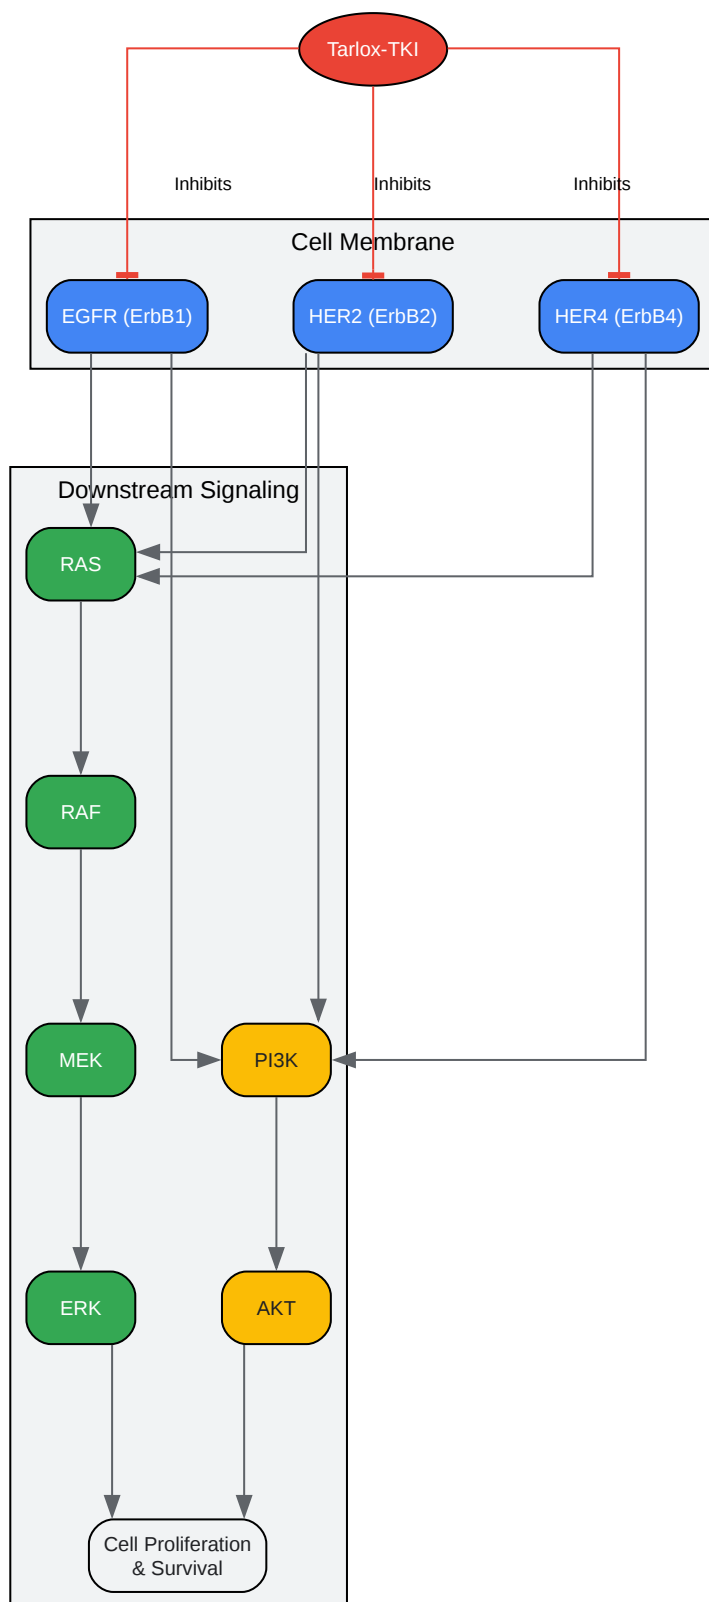 Tarlox-TKI
Inhibits
Inhibits
Inhibits
Cell Membrane
EGFR (ErbB1)
HER2 (ErbB2)
HER4 (ErbB4)
Downstream Signaling
RAS
RAF
MEK
PI3K
ERK
AKT
Cell Proliferation
& Survival